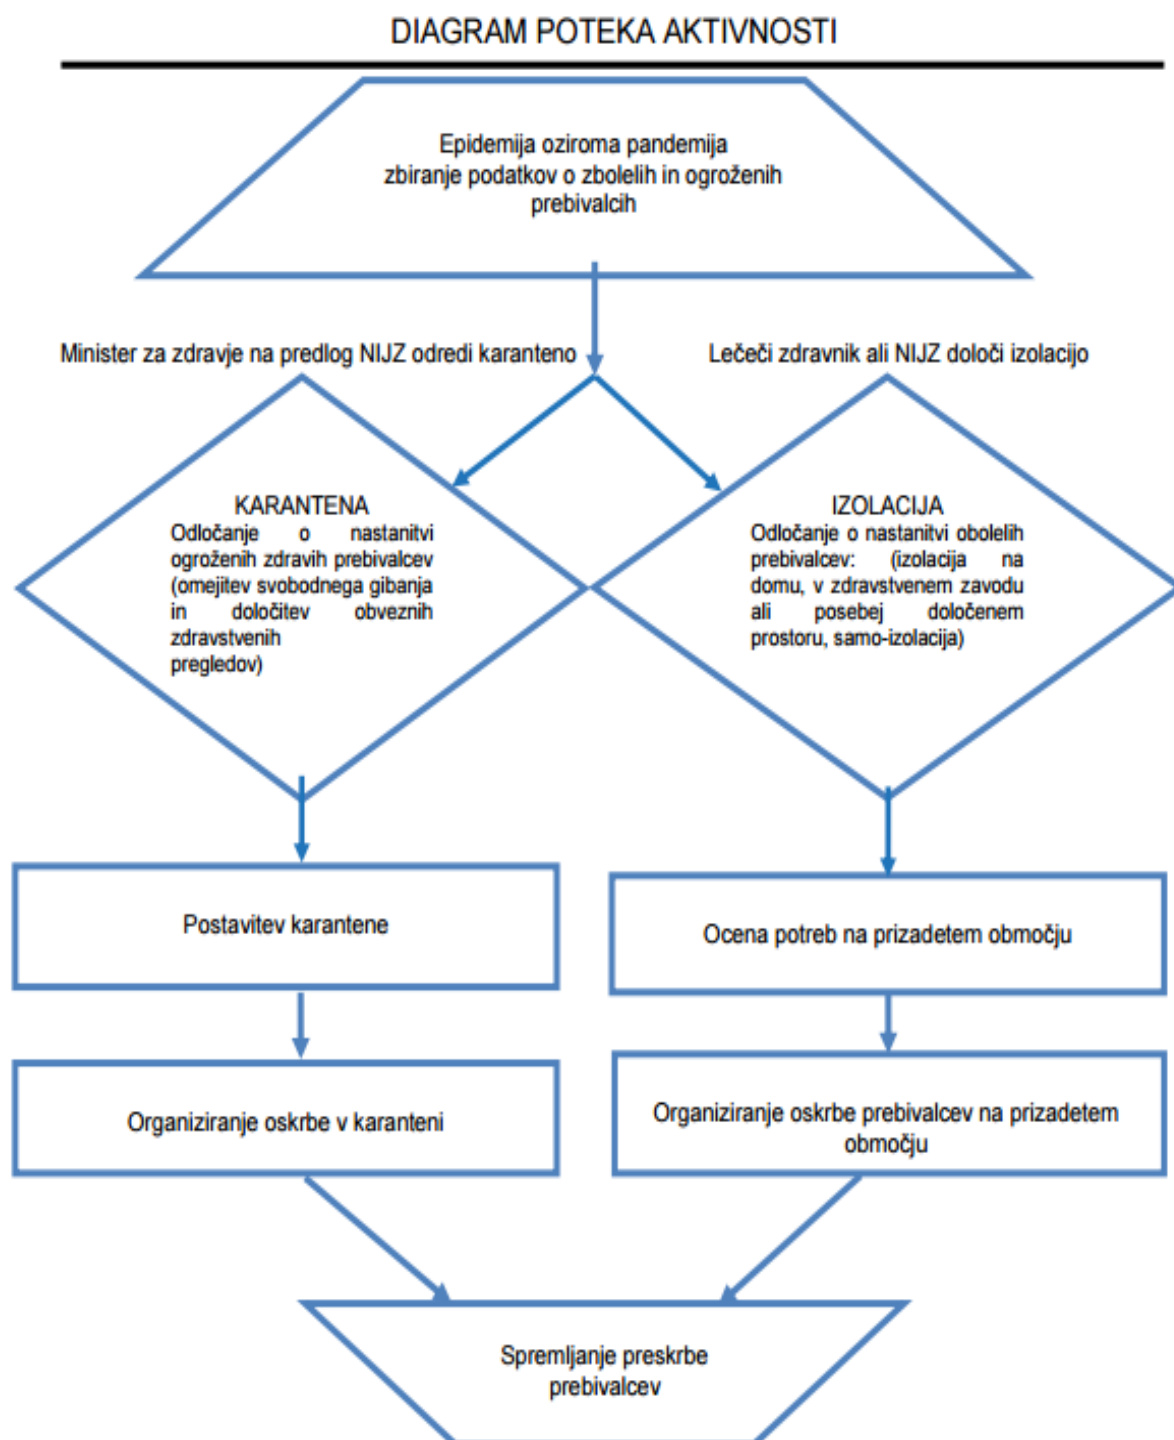 DIAGRAM POTEKA AKTIVNOSTI
Epidemija oziroma pandemija
zbiranje podatkov o zbolelih in ogroženih
prebivalcih
Minister za zdravje na predlog NIJZ odredi karanteno
Lečeči zdravnik ali NIJZ določi izolacijo
KARANTENA
Odločanje o nastanitvi
ogroženih zdravih prebivalcev
(omejitev svobodnega gibanja
in določitev obveznih
zdravstvenih
pregledov)
IZOLACIJA
Odločanje o nastanitvi obolelih
prebivalcev: (izolacija na
domu, v zdravstvenem zavodu
ali posebej določenem
prostoru, samo-izolacija)
Postavitev karantene
Ocena potreb na prizadetem območju
Organiziranje oskrbe v karanteni
Organiziranje oskrbe prebivalcev na prizadetem
območju
Spremljanje preskrbe
prebivalcev